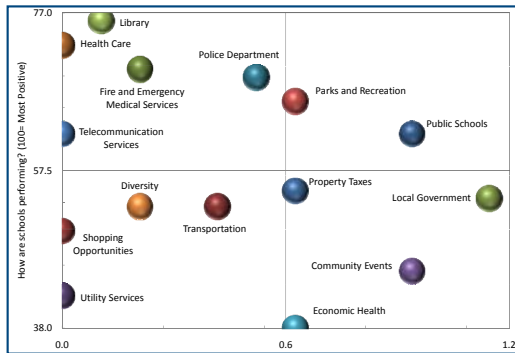 How are schools performing? (100= Most Positive)
77.0
Library
Health Care
Police Department
Fire and Emergency
Medical Services
Parks and Recreation
Telecommunication
Services
Public Schools
57.5
Diversity
Property Taxes
Local Government
Transportation
Shopping
Opportunities
Community Events
Utility Services
Economic Health
38.0
0.0
0.6
1.2